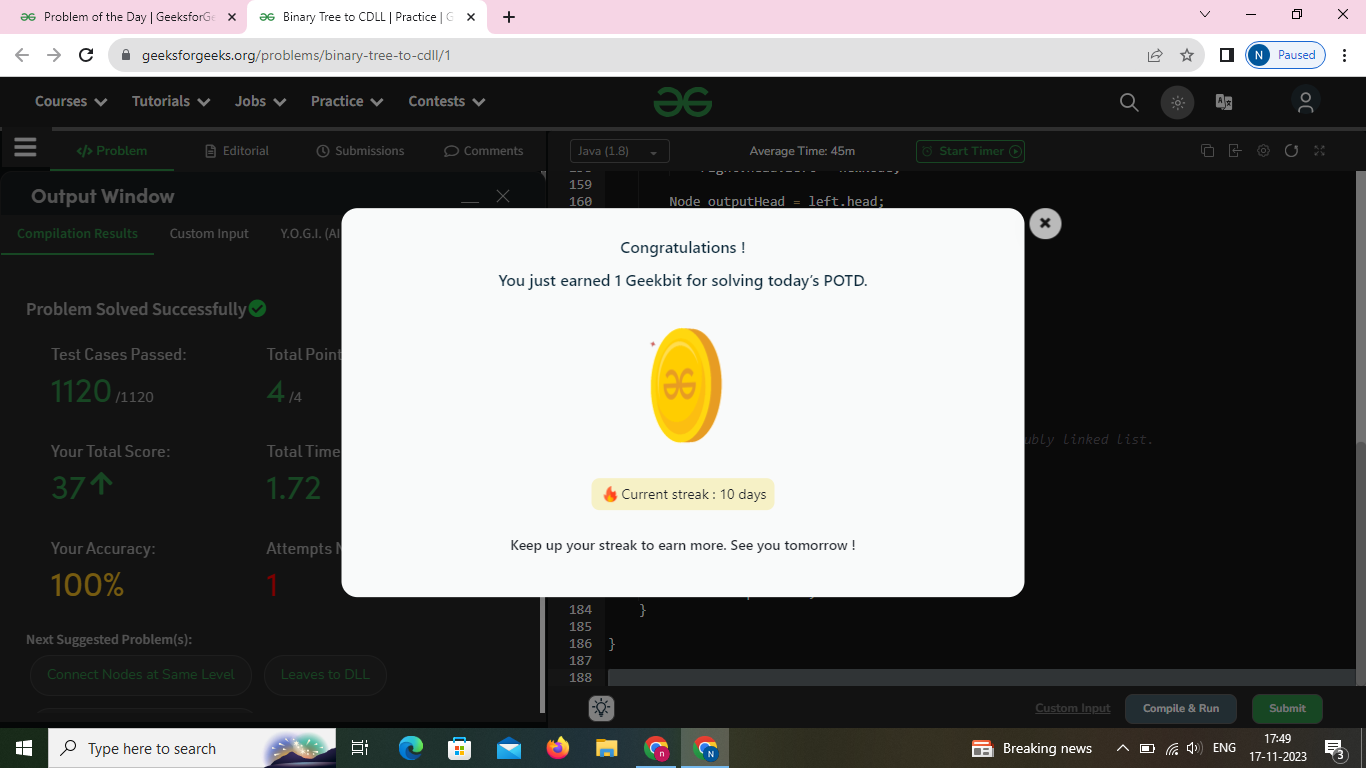 Problem of the Day | GeeksforGe
Binary Tree to CDLL | Practice | G
geeksforgeeks.org/problems/binary-tree-to-cdll/1
N
Paused
Courses
Tutorials
Jobs
Practice
Contests
</> Problem
Editorial
Submissions
Comments
Java (1.8)
Average Time: 45m
Start Timer
Output Window
159
160 Node outputHead = left.head;
Compilation Results
Custom Input
Y.O.G.I. (AI
Congratulations !
You just earned 1 Geekbit for solving today's POTD.
Problem Solved Successfully
Test Cases Passed:
1120 /1120
Total Point
4 /4
Your Total Score:
37
Total Time
1.72
Your Accuracy:
100%
Attempts N
1
Current streak : 10 days
Keep up your streak to earn more. See you tomorrow !
ubly linked list.
184 }
185
186 }
187
188
Next Suggested Problem(s):
Connect Nodes at Same Level
Leaves to DLL
Custom Input
Compile & Run
Submit
Type here to search
n
N
Breaking news
ENG
17:49
17-11-2023
3